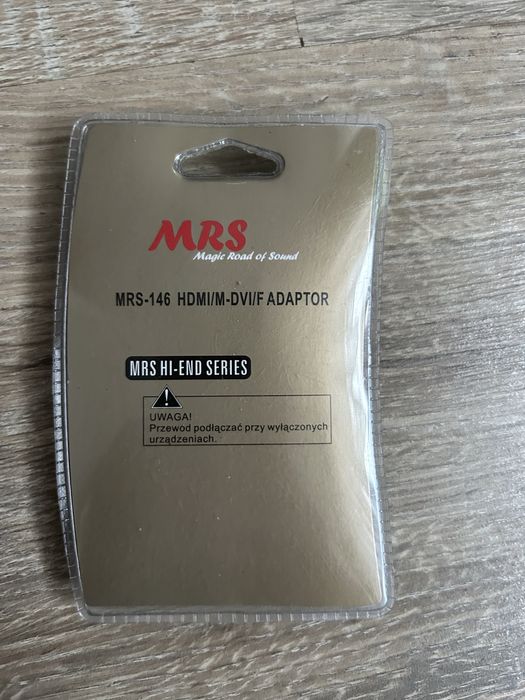 MRS
Magic Road of Sound
MRS-146 HDMI/M-DVI/F ADAPTOR
MRS HI-END SERIES
UWAGA!
Przewod podłączać przy wyłączonych
urządzeniach.